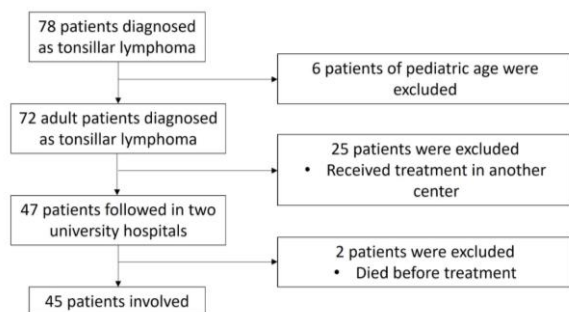 78 patients diagnosed
as tonsillar lymphoma
6 patients of pediatric age were
excluded
72 adult patients diagnosed
as tonsillar lymphoma
25 patients were excluded
• Received treatment in another
center
47 patients followed in two
university hospitals
2 patients were excluded
• Died before treatment
45 patients involved